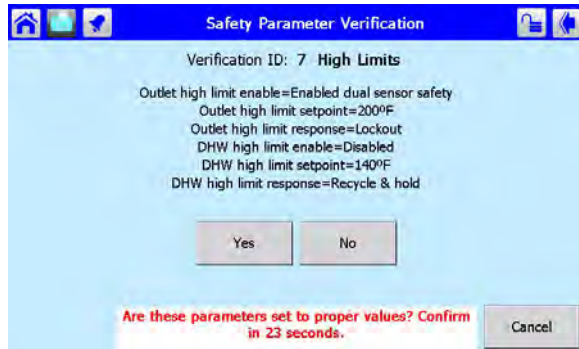 Safety Parameter Verification
Verification ID: 7 High Limits
Outlet high limit enable=Enabled dual sensor safety
Outlet high limit setpoint=200ºF
Outlet high limit response=Lockout
DHW high limit enable=Disabled
DHW high limit setpoint=140ºF
DHW high limit response=Recycle & hold
Yes No
Are these parameters set to proper values? Confirm
in 23 seconds.
Cancel